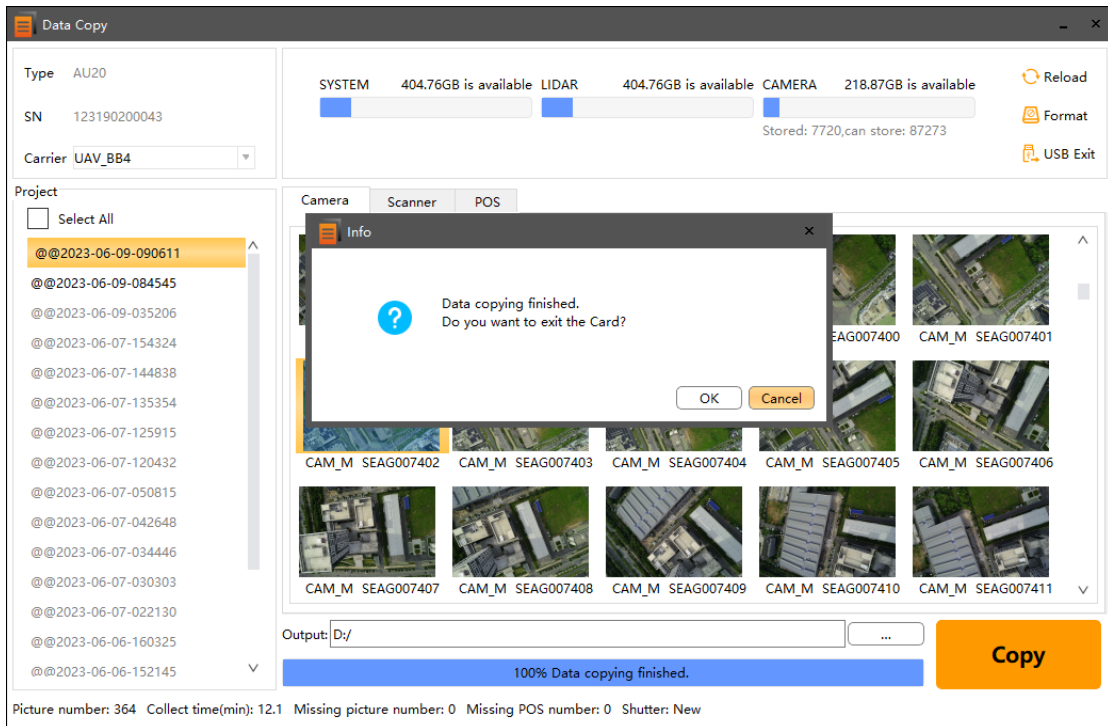 Data Copy
Type AU20
SN 123190200043
Carrier UAV_BB4
SYSTEM 404.76GB is available LIDAR 404.76GB is available CAMERA 218.87GB is available
Stored: 7720,can store: 87273
Reload
Format
USB Exit
Project
Select All
@@2023-06-09-090611
@@2023-06-09-084545
@@2023-06-09-035206
@@2023-06-07-154324
@@2023-06-07-144838
@@2023-06-07-135354
@@2023-06-07-125915
@@2023-06-07-120432
@@2023-06-07-050815
@@2023-06-07-042648
@@2023-06-07-034446
@@2023-06-07-030303
@@2023-06-07-022130
@@2023-06-06-160325
@@2023-06-06-152145
Camera Scanner POS
Info
Data copying finished.
Do you want to exit the Card?
OK Cancel
EAG007400 CAM_M SEAG007401
CAM_M SEAG007402 CAM_M SEAG007403 CAM_M SEAG007404 CAM_M SEAG007405 CAM_M SEAG007406
CAM_M SEAG007407 CAM_M SEAG007408 CAM_M SEAG007409 CAM_M SEAG007410 CAM_M SEAG007411
Output: D:/ ...
Copy
100% Data copying finished.
Picture number: 364 Collect time(min): 12.1 Missing picture number: 0 Missing POS number: 0 Shutter: New